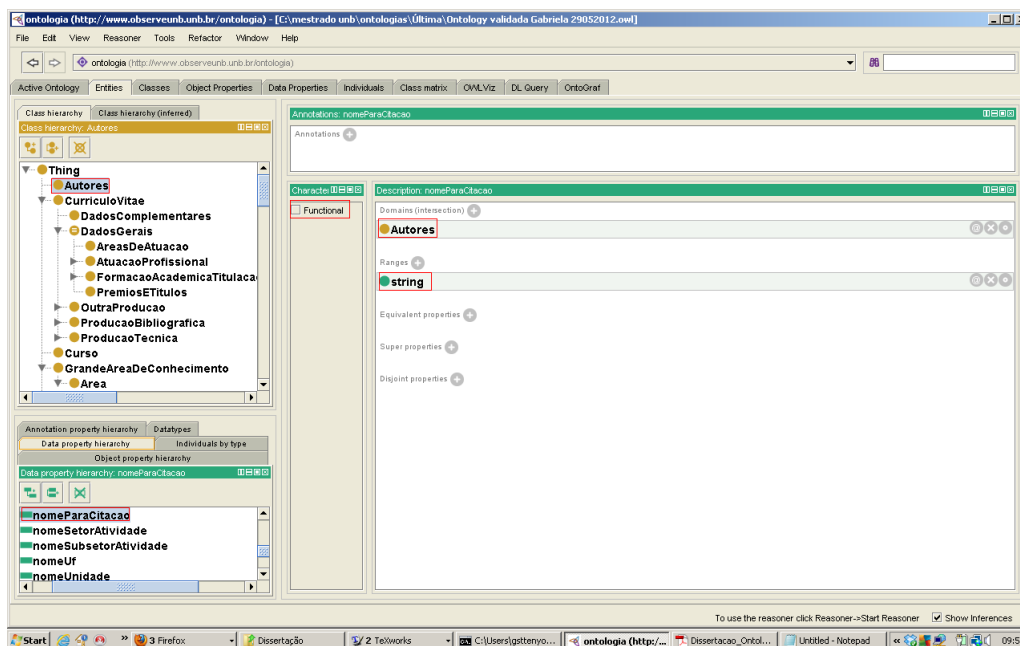 ontologia (http://www.observeunb.unb.br/ontologia) - [C:\mestrado unb\ontologias\Última\Ontology validada Gabriela 29052012.owl]
File Edit View Reasoner Tools Refactor Window Help
ontologia (http://www.observeunb.unb.br/ontologia)
Active Ontology Entities Classes Object Properties Data Properties Individuals Class matrix OWLViz DL Query OntoGraf
Class hierarchy Class hierarchy (inferred)
Class hierarchy: Autores
Thing
Autores
CurriculoVitae
DadosComplementares
DadosGerais
AreasDeAtuacao
AtuacaoProfissional
FormacaoAcademicaTitulaca
PremiosETitulos
OutraProducao
ProducaoBibliografica
ProducaoTecnica
Curso
GrandeAreaDeConhecimento
Area
Annotation property hierarchy Datatypes
Data property hierarchy Individuals by type
Object property hierarchy
Data property hierarchy: nomeParaCitacao
nomeParaCitacao
nomeSetorAtividade
nomeSubsetorAtividade
nomeUf
nomeUnidade
Annotations: nomeParaCitacao
Annotations
Character
Functional
Description: nomeParaCitacao
Domains (intersection)
Autores
Ranges
string
Equivalent properties
Super properties
Disjoint properties
To use the reasoner click Reasoner->Start Reasoner Show Inferences
Start » 3 Firefox Dissertação 2 TeXworks C:\Users\gsttenyo... ontologia (http:/... Dissertacao_Ontol... Untitled - Notepad « 09:5